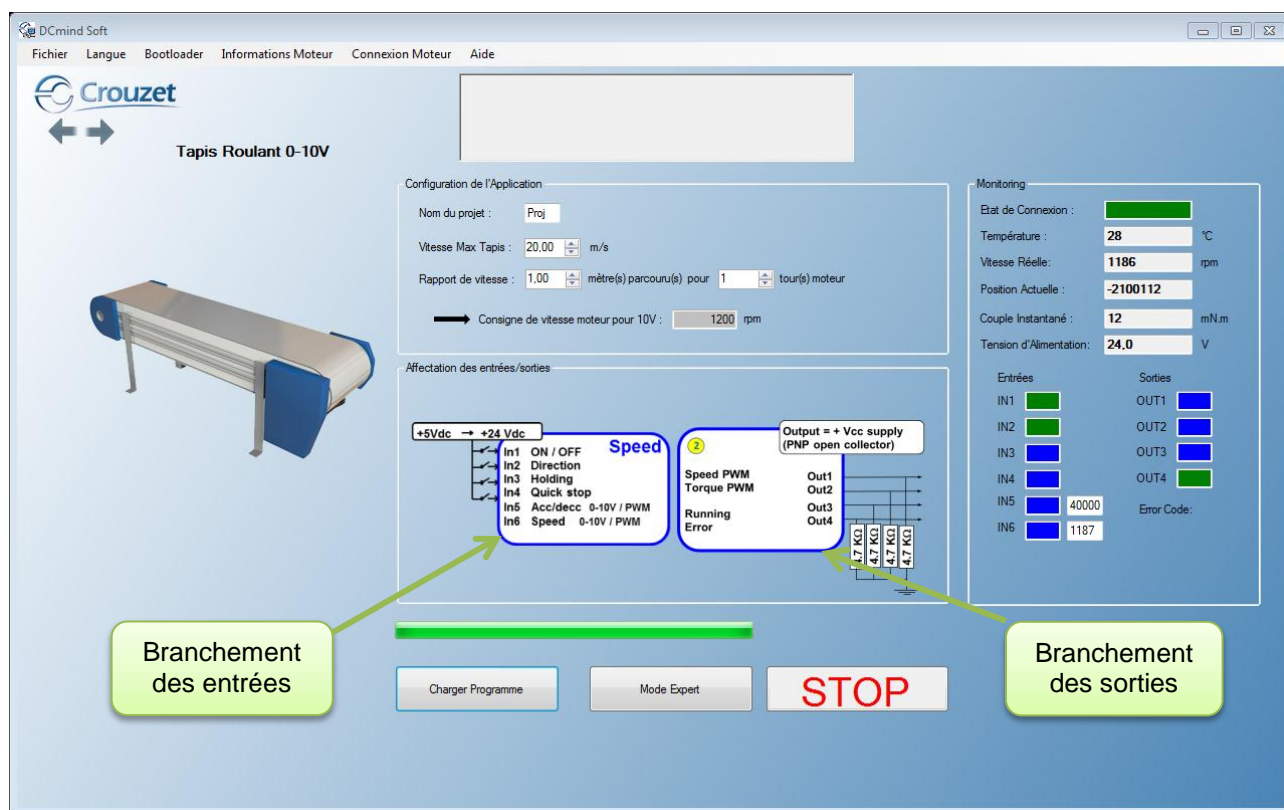 DCmind Soft
Fichier Langue Bootloader Informations Moteur Connexion Moteur Aide
Crouzet
Tapis Roulant 0-10V
Configuration de l'Application
Nom du projet : Proj
Vitesse Max Tapis : 20,00 m/s
Rapport de vitesse : 1,00 mètre(s) parcouru(s) pour 1 tour(s) moteur
Consigne de vitesse moteur pour 10V : 1200 rpm
Affectation des entrées/sorties
+5Vdc → +24 Vdc
Speed
In1 ON / OFF
In2 Direction
In3 Holding
In4 Quick stop
In5 Acc/decc 0-10V / PWM
In6 Speed 0-10V / PWM
2
Output = + Vcc supply
(PNP open collector)
Speed PWM Out1
Torque PWM Out2
Running Out3
Error Out4
4.7 KΩ
4.7 KΩ
4.7 KΩ
4.7 KΩ
Monitoring
Etat de Connexion :
Température : 28 °C
Vitesse Réelle: 1186 rpm
Position Actuelle : -2100112
Couple Instantané : 12 mN.m
Tension d'Alimentation: 24,0 V
Entrées Sorties
IN1 OUT1
IN2 OUT2
IN3 OUT3
IN4 OUT4
IN5 40000 Error Code:
IN6 1187
Branchement
des entrées
Branchement
des sorties
Charger Programme
Mode Expert
STOP